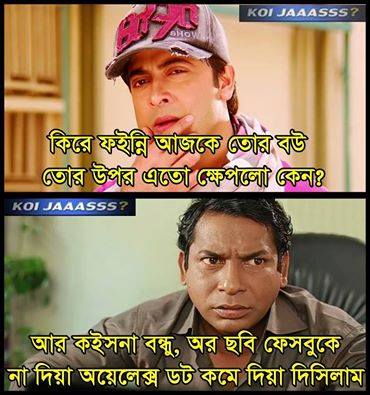 KOI JAAASSS?
কিরে ফইন্নি আজকে তোর বউ
তোর উপর এতো ক্ষেপলো কেন?
KOI JAAASSS?
আর কইসনা বন্ধু, অর ছবি ফেসবুকে
না দিয়া অয়েলেক্স ডট কমে দিয়া দিসিলাম